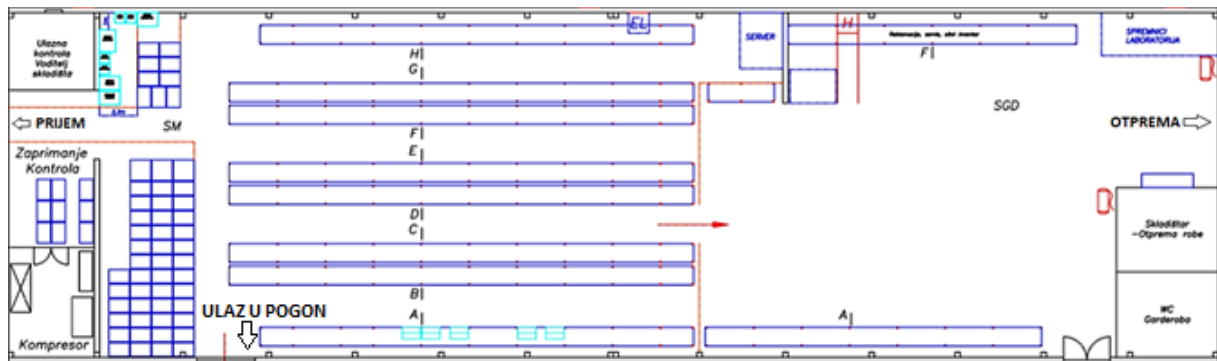 Ulazna
kontrola
Voditelj
skladišta
PRIJEM
SM
Zaprimanje
Kontrola
Kompresor
ULAZ U POGON
H
G
F
E
D
C
B
A
EL
SERVER
H
F
SGD
SPREMNICI
LABORATORIJA
OTPREMA
Skladištar
-Otprema robe
WC
Garderoba
A